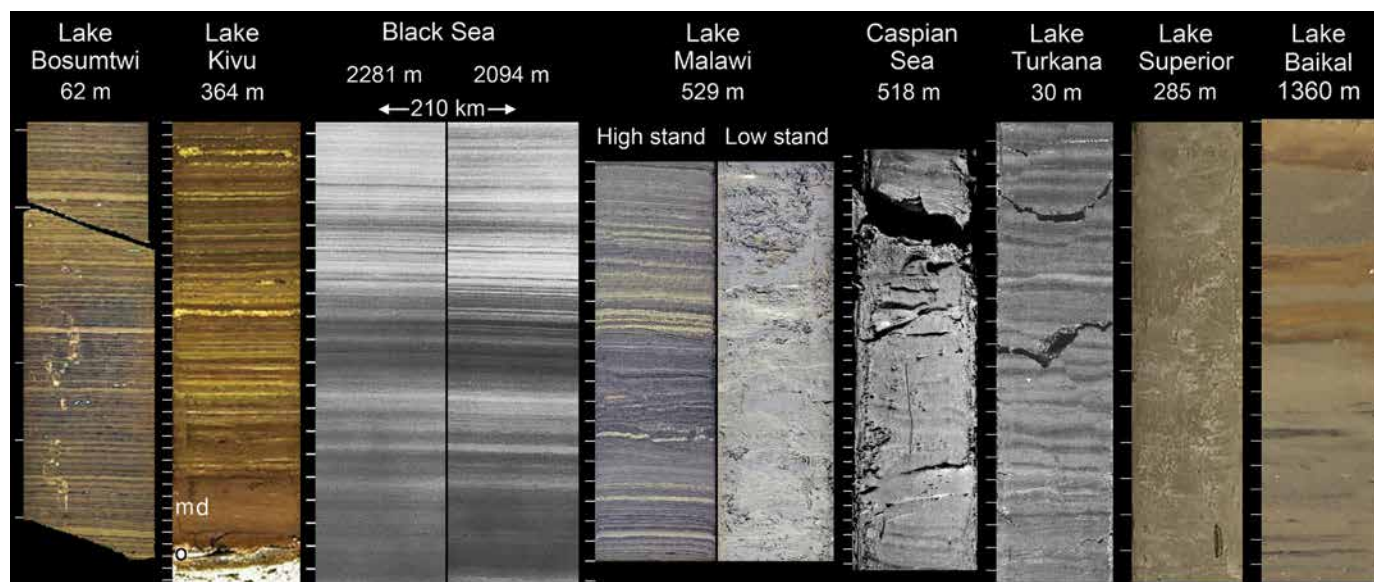 Lake
Bosumtwi
62 m
Lake
Kivu
364 m
Black Sea
2281 m 2094 m
210 km
Lake
Malawi
529 m
High stand Low stand
Caspian
Sea
518 m
Lake
Turkana
30 m
Lake
Superior
285 m
Lake
Baikal
1360 m
md
o